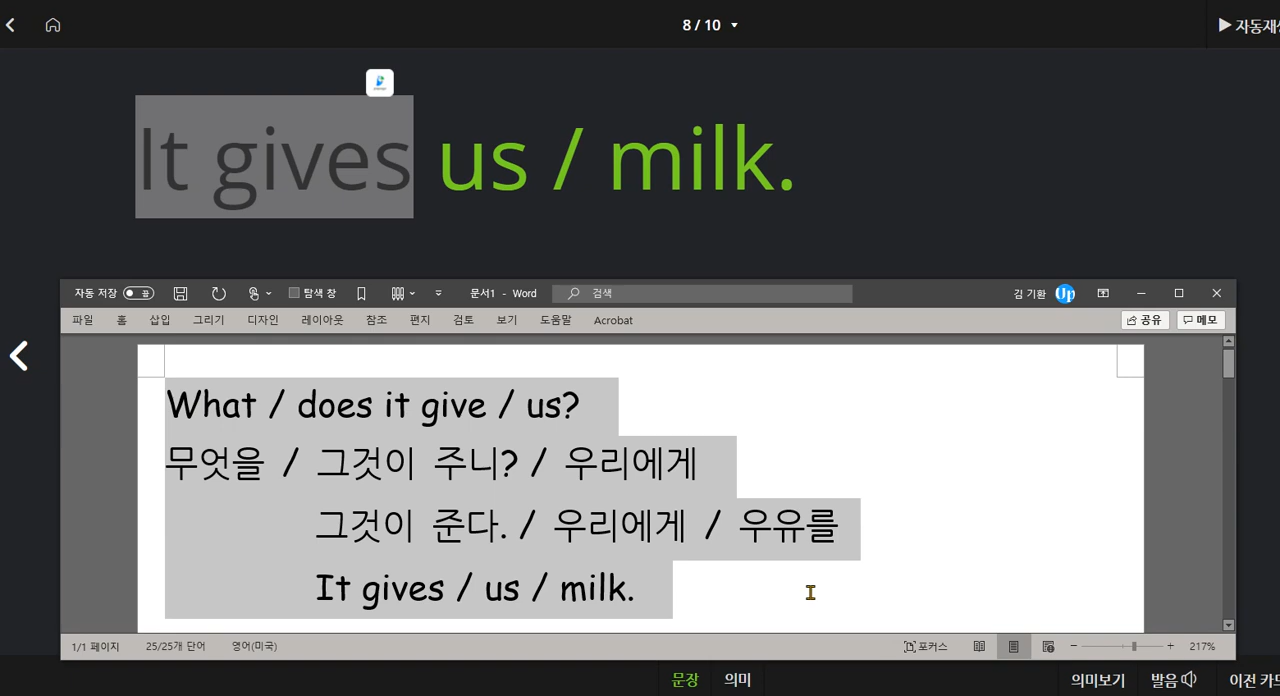 8 / 10
▶ 자동재생
It gives us / milk.
자동 저장 끔 탐색 창 문서1 - Word 검색 김 기환 Up
파일 홈 삽입 그리기 디자인 레이아웃 참조 편지 검토 보기 도움말 Acrobat 공유 메모
What / does it give / us?
무엇을 / 그것이 주니? / 우리에게
그것이 준다. / 우리에게 / 우유를
It gives / us / milk.
1/1 페이지 25/25개 단어 영어(미국) 포커스 217%
문장 의미 의미보기 발음 이전 카드